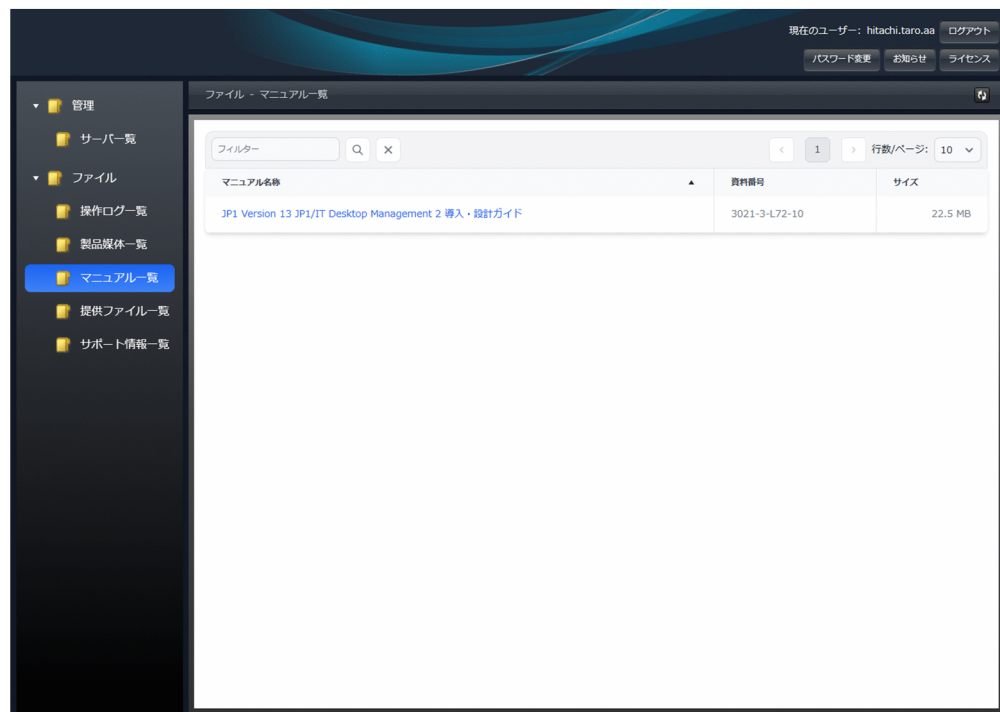 現在のユーザー: hitachi.taro.aa ログアウト
パスワード変更 お知らせ ライセンス
管理
サーバ一覧
ファイル
操作ログ一覧
製品媒体一覧
マニュアル一覧
提供ファイル一覧
サポート情報一覧
ファイル - マニュアル一覧
フィルター 1 行数/ページ: 10
マニュアル名称 資料番号 サイズ
JP1 Version 13 JP1/IT Desktop Management 2 導入・設計ガイド 3021-3-L72-10 22.5 MB